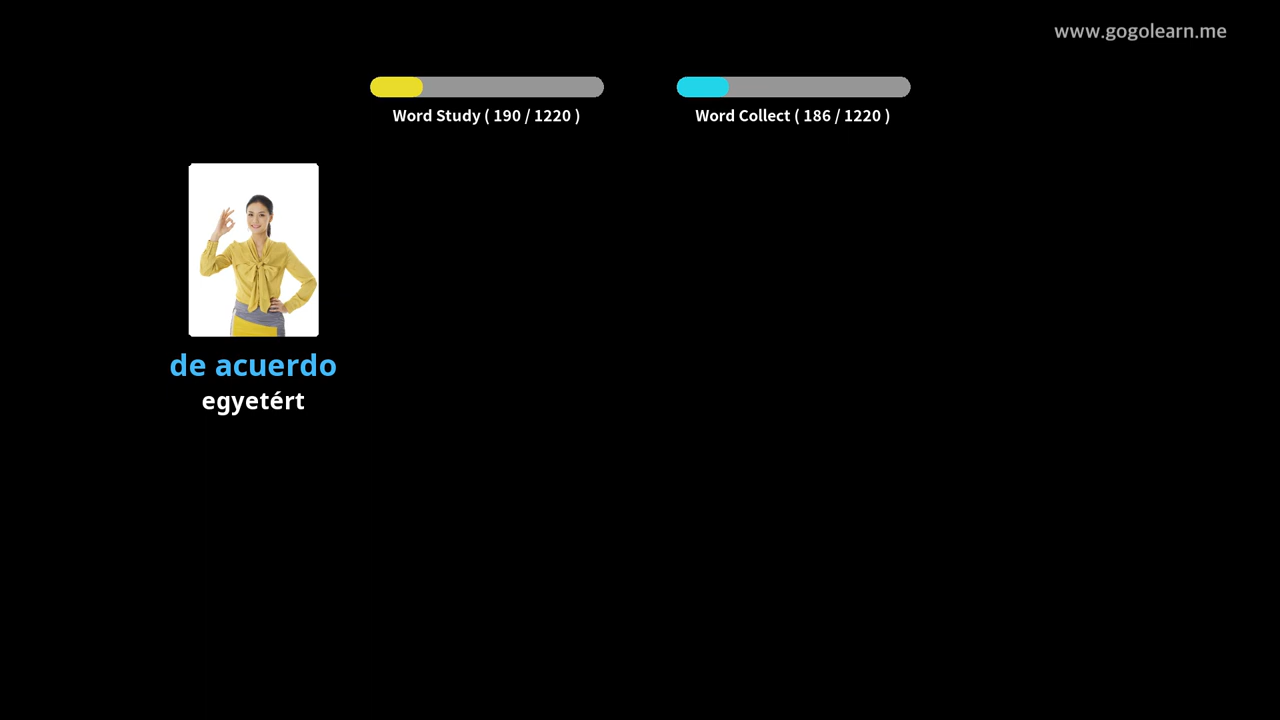 www.gogolearn.me
Word Study ( 190 / 1220 )
Word Collect ( 186 / 1220 )
de acuerdo
egyetért